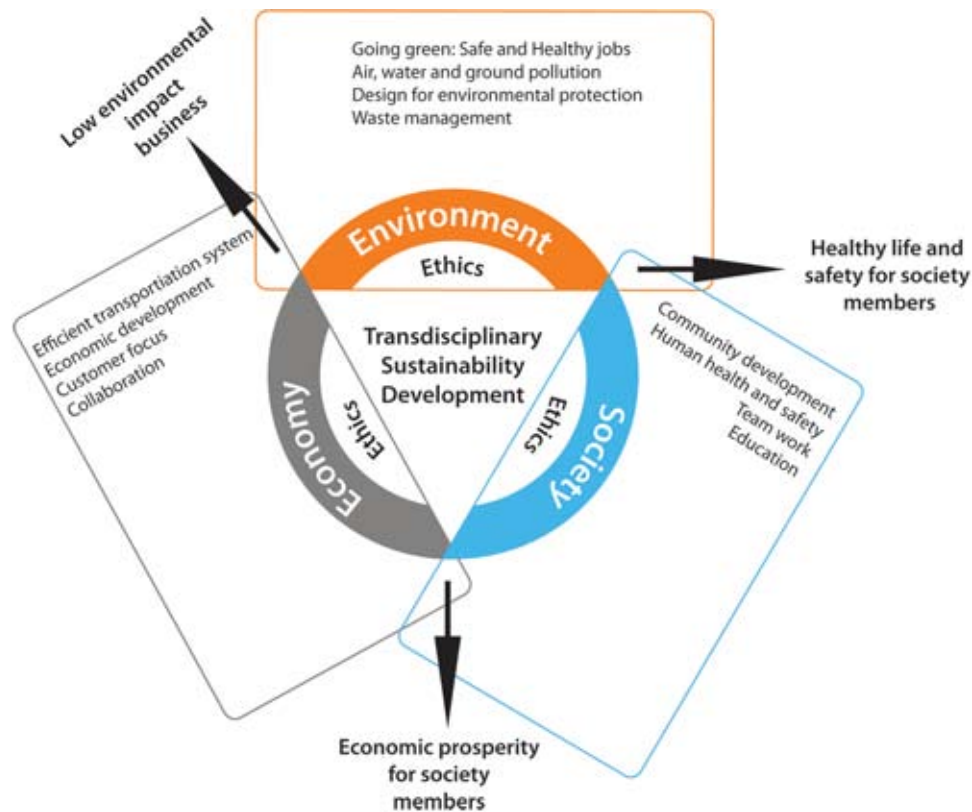 Going green: Safe and Healthy jobs
Air, water and ground pollution
Design for environmental protection
Waste management
Low environmental
impact
business
Environment
Ethics
Healthy life and
safety for society
members
Efficient transportiation system
Economic development
Customer focus
Collaboration
Transdisciplinary
Sustainability
Development
Community development
Human health and safety
Team work
Education
Economy
Ethics
Ethics
Society
Economic prosperity
for society
members